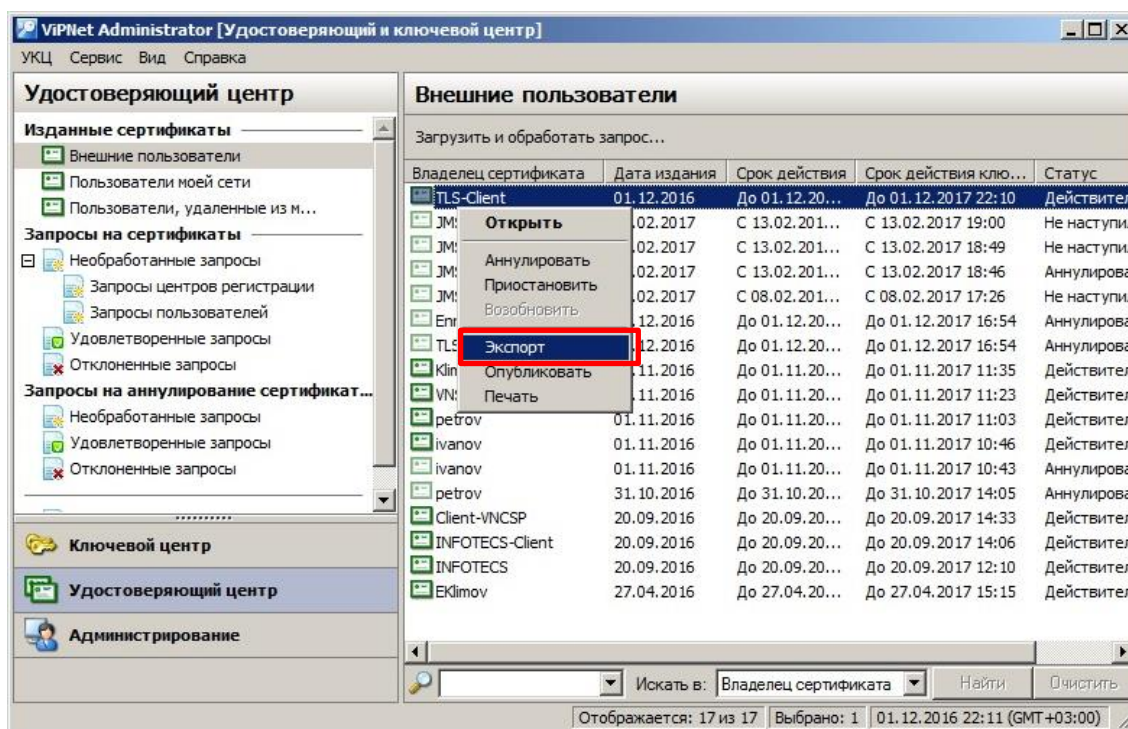 ViPNet Administrator [Удостоверяющий и ключевой центр]
УКЦ Сервис Вид Справка
Удостоверяющий центр
Изданные сертификаты
Внешние пользователи
Пользователи моей сети
Пользователи, удаленные из м...
Запросы на сертификаты
Необработанные запросы
Запросы центров регистрации
Запросы пользователей
Удовлетворенные запросы
Отклоненные запросы
Запросы на аннулирование сертификат...
Необработанные запросы
Удовлетворенные запросы
Отклоненные запросы
Ключевой центр
Удостоверяющий центр
Администрирование
Внешние пользователи
Загрузить и обработать запрос...
Владелец сертификата Дата издания Срок действия Срок действия клю... Статус
TLS-Client 01.12.2016 До 01.12.20... До 01.12.2017 22:10 Действител
JM .02.2017 С 13.02.201... С 13.02.2017 19:00 Не наступи
JM .02.2017 С 13.02.201... С 13.02.2017 18:49 Не наступи
JM .02.2017 С 13.02.201... С 13.02.2017 18:46 Аннулирова
JM .02.2017 С 08.02.201... С 08.02.2017 17:26 Не наступи
.12.2016 До 01.12.20... До 01.12.2017 16:54 Аннулирова
TLS .12.2016 До 01.12.20... До 01.12.2017 16:54 Аннулирова
Klim .11.2016 До 01.11.20... До 01.11.2017 11:35 Действител
VN .11.2016 До 01.11.20... До 01.11.2017 11:23 Действител
petrov 01.11.2016 До 01.11.20... До 01.11.2017 11:03 Действител
ivanov 01.11.2016 До 01.11.20... До 01.11.2017 10:46 Действител
ivanov 01.11.2016 До 01.11.20... До 01.11.2017 10:43 Аннулирова
petrov 31.10.2016 До 31.10.20... До 31.10.2017 14:05 Аннулирова
Client-VNCSP 20.09.2016 До 20.09.20... До 20.09.2017 14:33 Действител
INFOTECS-Client 20.09.2016 До 20.09.20... До 20.09.2017 14:06 Действител
INFOTECS 20.09.2016 До 20.09.20... До 20.09.2017 12:10 Действител
EKlimov 27.04.2016 До 27.04.20... До 27.04.2017 15:15 Действител
Открыть
Аннулировать
Приостановить
Возобновить
Экспорт
Опубликовать
Печать
Искать в: Владелец сертификата Найти Очистить
Отображается: 17 из 17 Выбрано: 1 01.12.2016 22:11 (GMT+03:00)